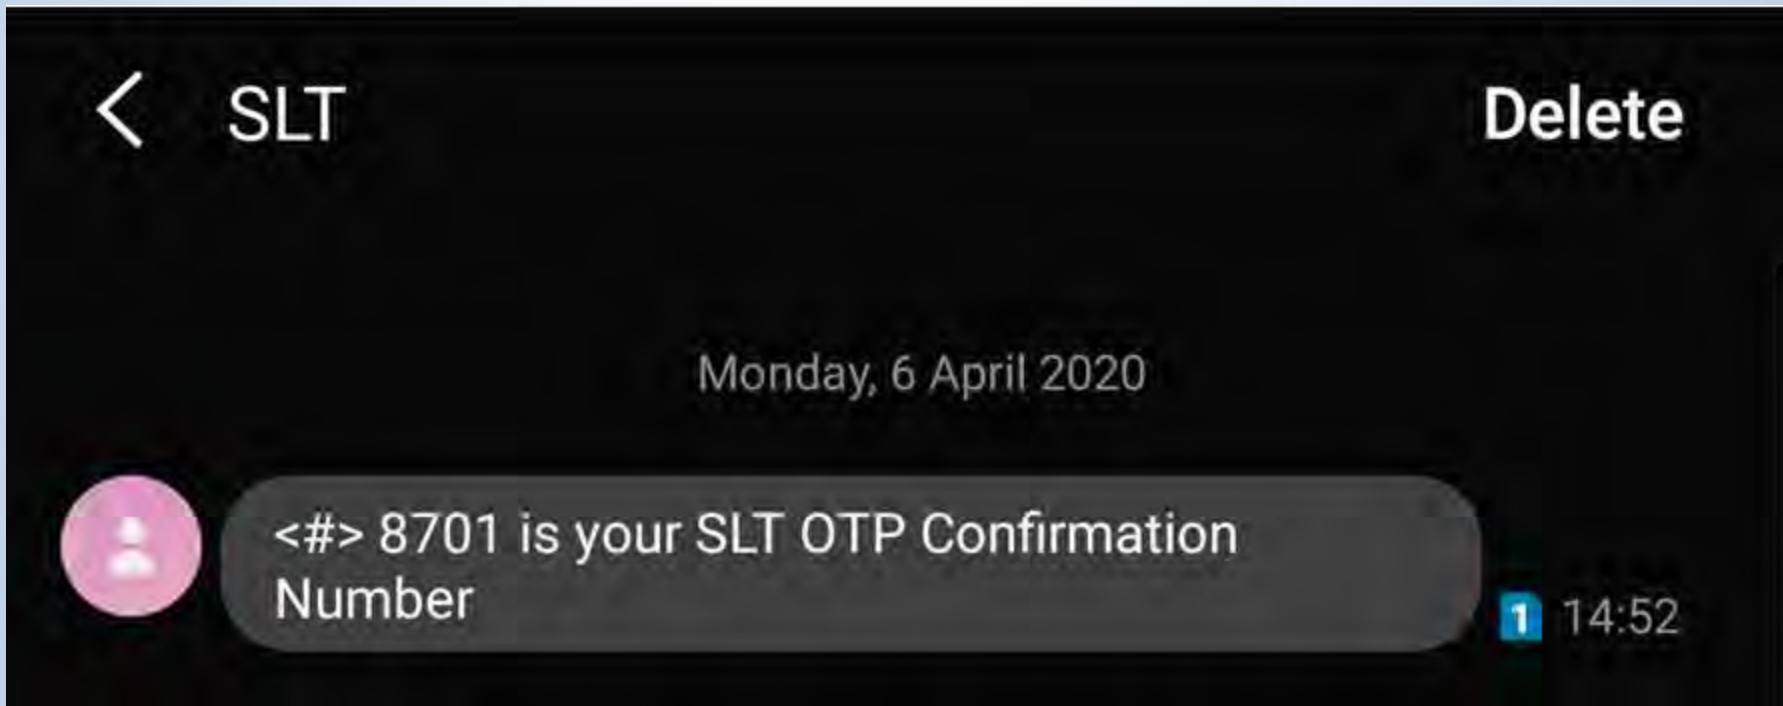 SLT
Delete
Monday, 6 April 2020
<#> 8701 is your SLT OTP Confirmation
Number
1 14:52